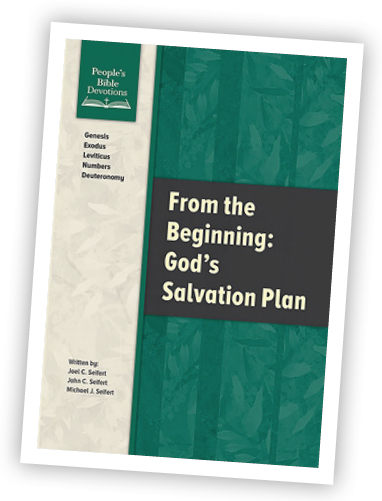 People's
Bible
Devotions
Genesis
Exodus
Leviticus
Numbers
Deuteronomy
From the
Beginning:
God's
Salvation Plan
Written by:
Joel C. Seifert
John C. Seifert
Michael J. Seifert